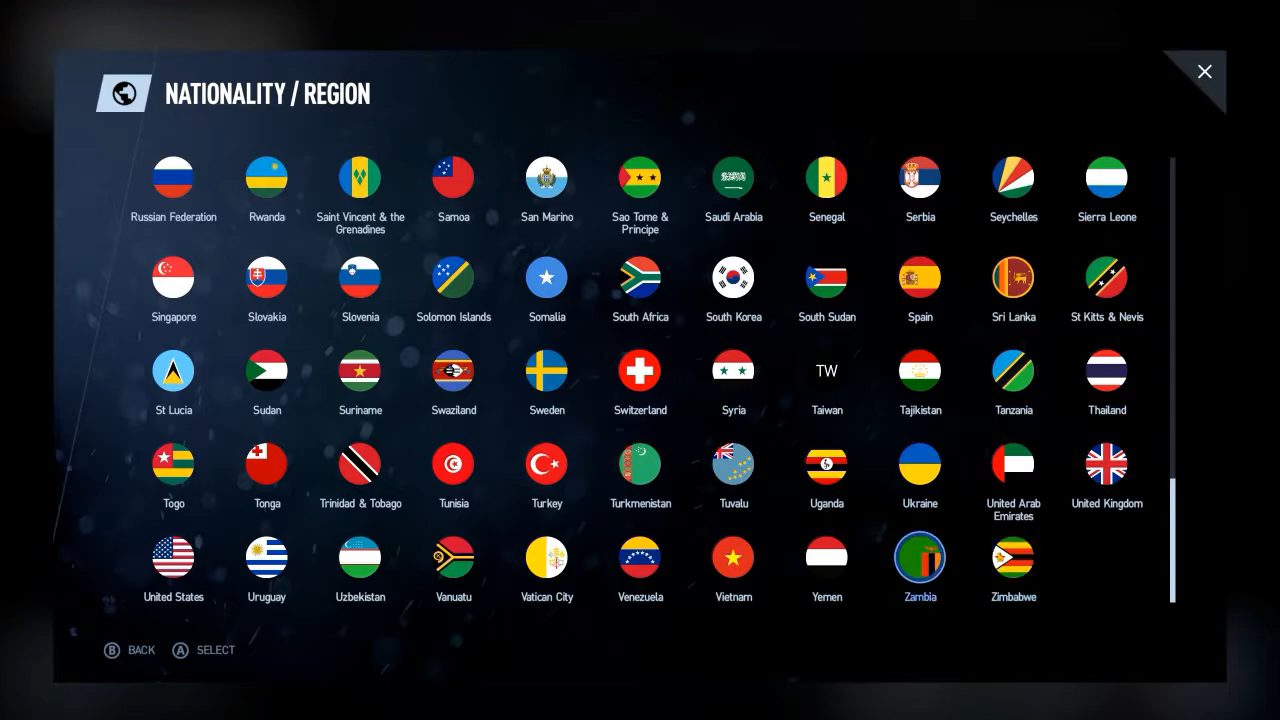 NATIONALITY / REGION
Russian Federation
Rwanda
Saint Vincent & the
Grenadines
Samoa
San Marino
Sao Tome &
Principe
Saudi Arabia
Senegal
Serbia
Seychelles
Sierra Leone
Singapore
Slovakia
Slovenia
Solomon Islands
Somalia
South Africa
South Korea
South Sudan
Spain
Sri Lanka
St Kitts & Nevis
TW
St Lucia
Sudan
Suriname
Swaziland
Sweden
Switzerland
Syria
Taiwan
Tajikistan
Tanzania
Thailand
Togo
Tonga
Trinidad & Tobago
Tunisia
Turkey
Turkmenistan
Tuvalu
Uganda
Ukraine
United Arab
Emirates
United Kingdom
United States
Uruguay
Uzbekistan
Vanuatu
Vatican City
Venezuela
Vietnam
Yemen
Zambia
Zimbabwe
B BACK
A SELECT